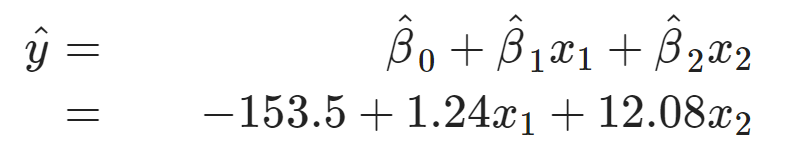 ŷ = β̂₀ + β̂₁x₁ + β̂₂x₂
= −153.5 + 1.24x₁ + 12.08x₂